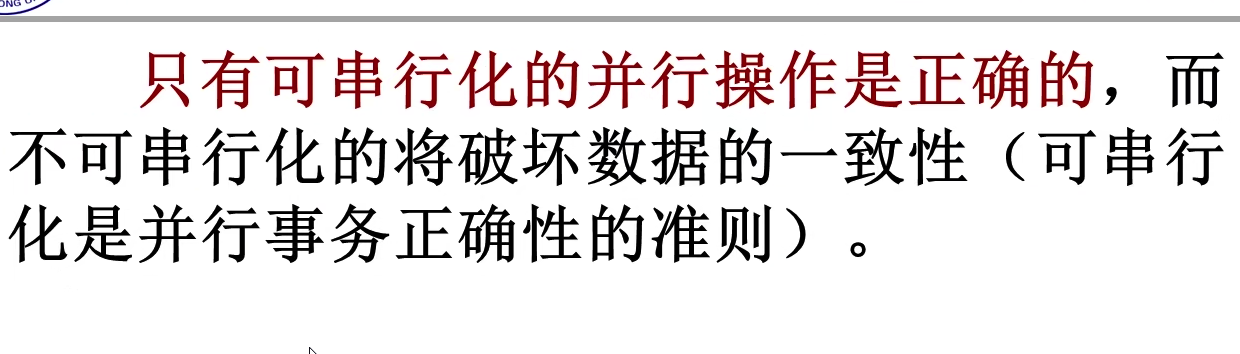 只有可串行化的并行操作是正确的，而
不可串行化的将破坏数据的一致性（可串行
化是并行事务正确性的准则）。